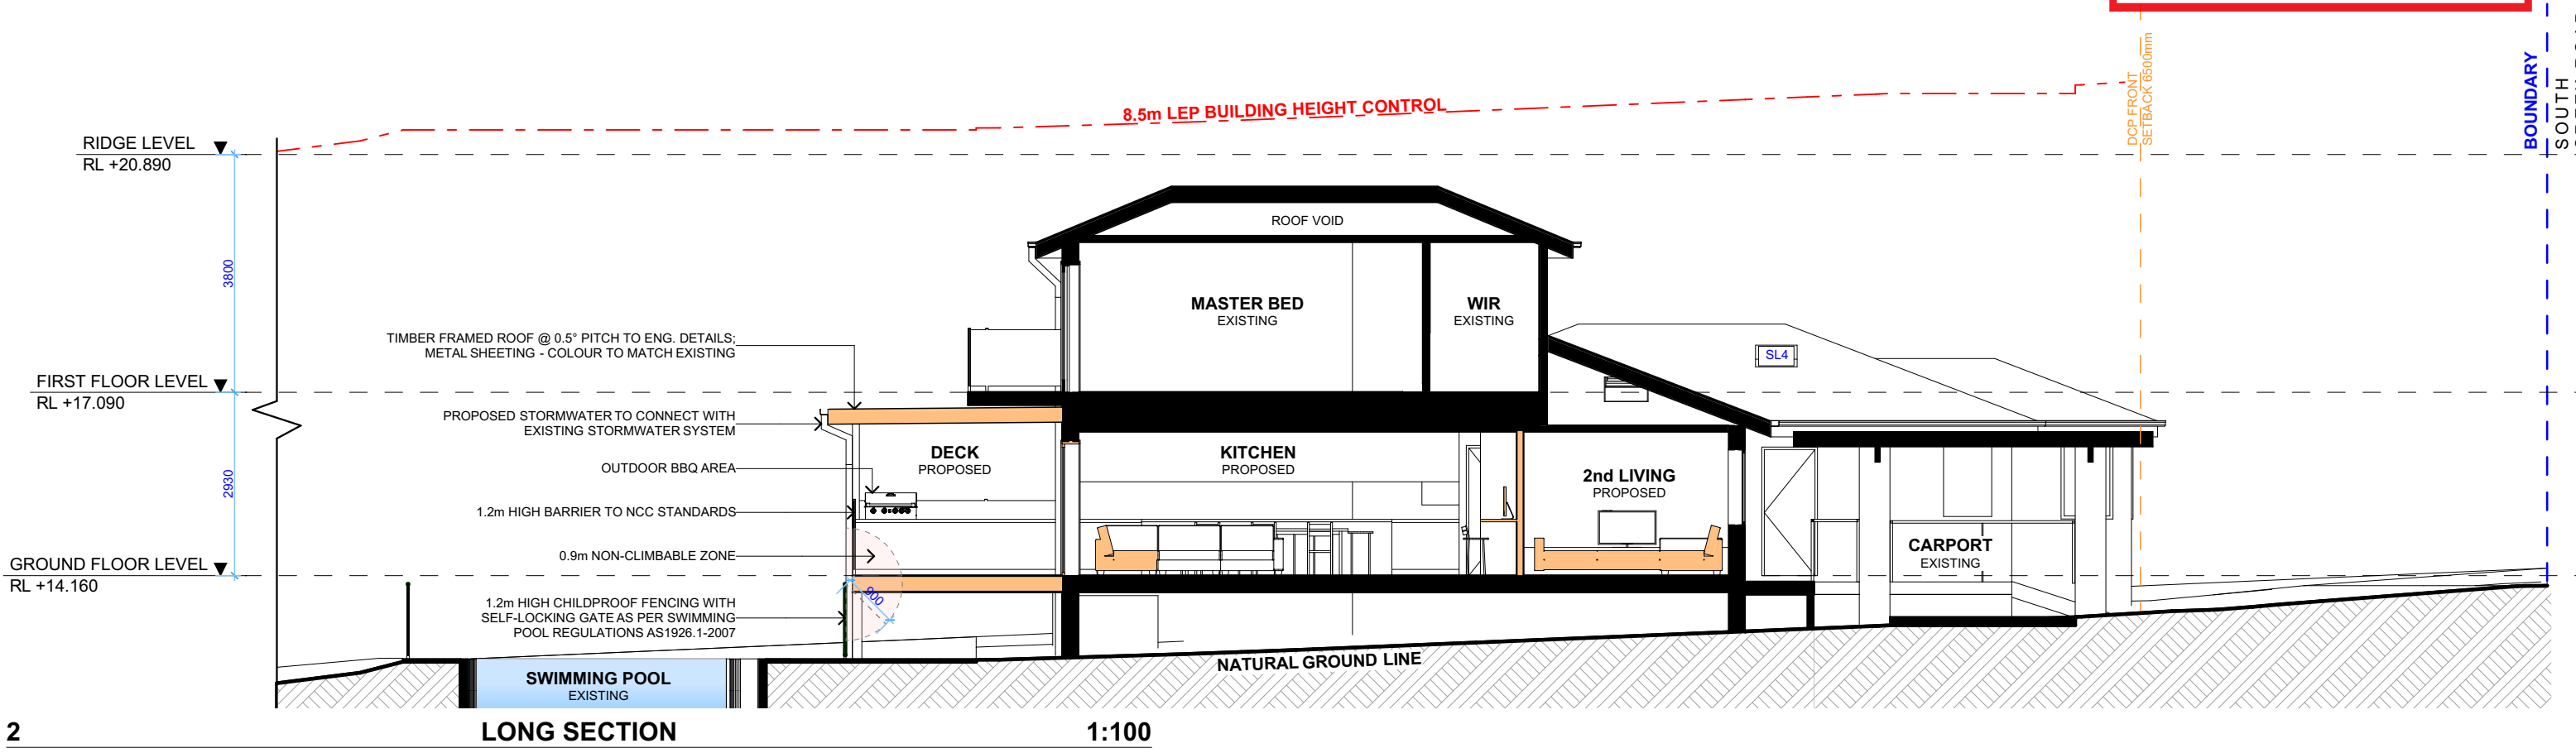 8.5m LEP BUILDING HEIGHT CONTROL
DCP FRONT
SETBACK 6500mm
BOUNDARY
SOUTH
RIDGE LEVEL
RL +20.890
3800
ROOF VOID
MASTER BED
EXISTING
WIR
EXISTING
TIMBER FRAMED ROOF @ 0.5° PITCH TO ENG. DETAILS;
METAL SHEETING - COLOUR TO MATCH EXISTING
SL4
FIRST FLOOR LEVEL
RL +17.090
PROPOSED STORMWATER TO CONNECT WITH
EXISTING STORMWATER SYSTEM
2930
OUTDOOR BBQ AREA
DECK
PROPOSED
KITCHEN
PROPOSED
2nd LIVING
PROPOSED
1.2m HIGH BARRIER TO NCC STANDARDS
0.9m NON-CLIMBABLE ZONE
CARPORT
EXISTING
GROUND FLOOR LEVEL
RL +14.160
900
1.2m HIGH CHILDPROOF FENCING WITH
SELF-LOCKING GATE AS PER SWIMMING
POOL REGULATIONS AS1926.1-2007
NATURAL GROUND LINE
SWIMMING POOL
EXISTING
2 LONG SECTION 1:100